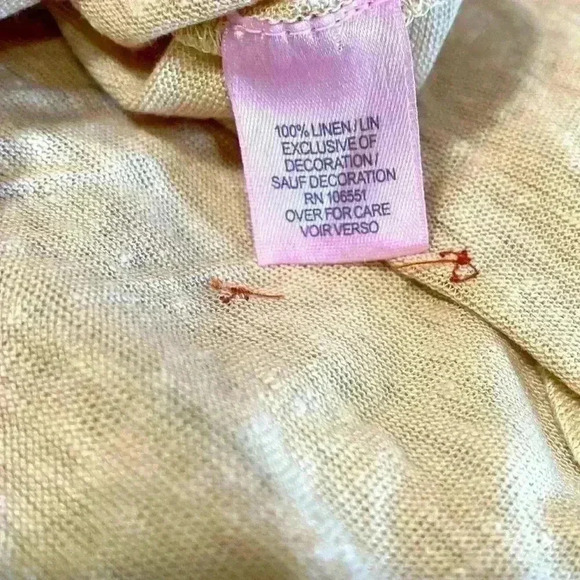 100% LINEN / LIN
EXCLUSIVE OF
DECORATION /
SAUF DECORATION
RN 106551
OVER FOR CARE
VOIR VERSO